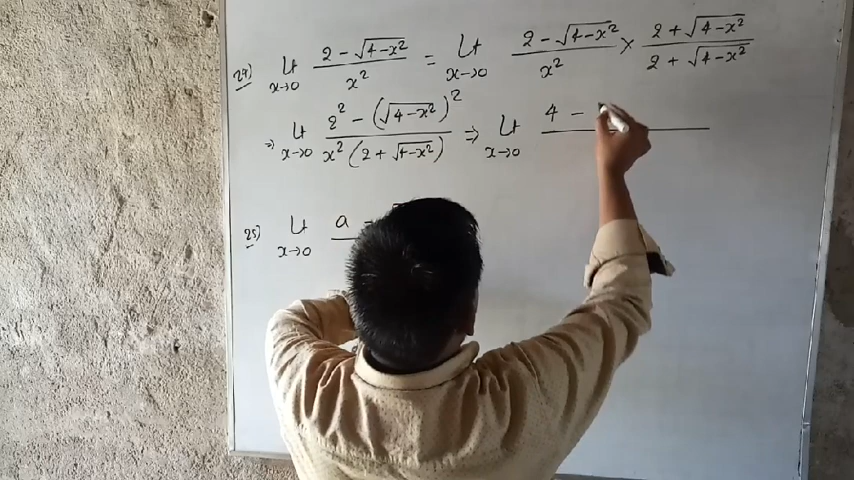 24) Lt x→0 2 - √4-x² / x² = Lt x→0 2 - √4-x² / x² × 2 + √4-x² / 2 + √4-x²
⇒ Lt x→0 2² - (√4-x²)² / x² (2 + √4-x²) ⇒ Lt x→0 4 -
25) Lt x→0 a -